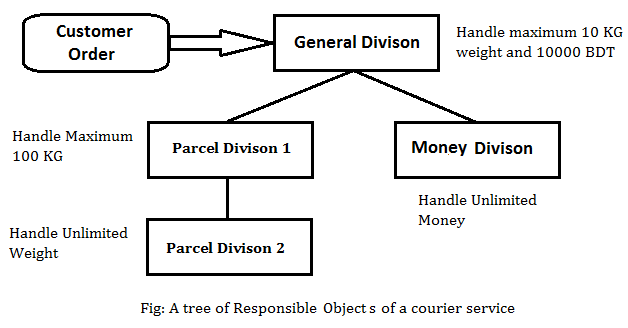 Customer
Order
General Divison
Handle maximum 10 KG
weight and 10000 BDT
Handle Maximum
100 KG
Parcel Divison 1
Money Divison
Handle Unlimited
Money
Handle Unlimited
Weight
Parcel Divison 2
Fig: A tree of Responsible Object s of a courier service